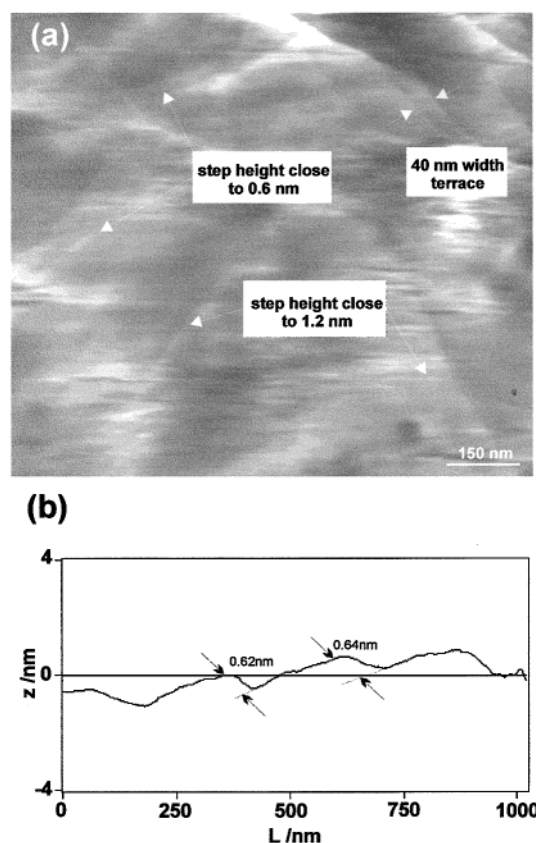 (a)
step height close
to 0.6 nm
40 nm width
terrace
step height close
to 1.2 nm
150 nm
(b)
4
0.62nm
0.64nm
z /nm
0
-4
0
250
500
750
1000
L /nm